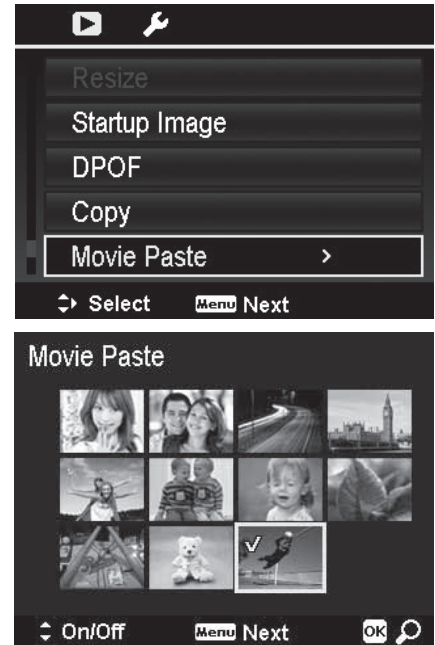 Resize
Startup Image
DPOF
Copy
Movie Paste >
Select Menu Next
Movie Paste
On/Off Menu Next OK